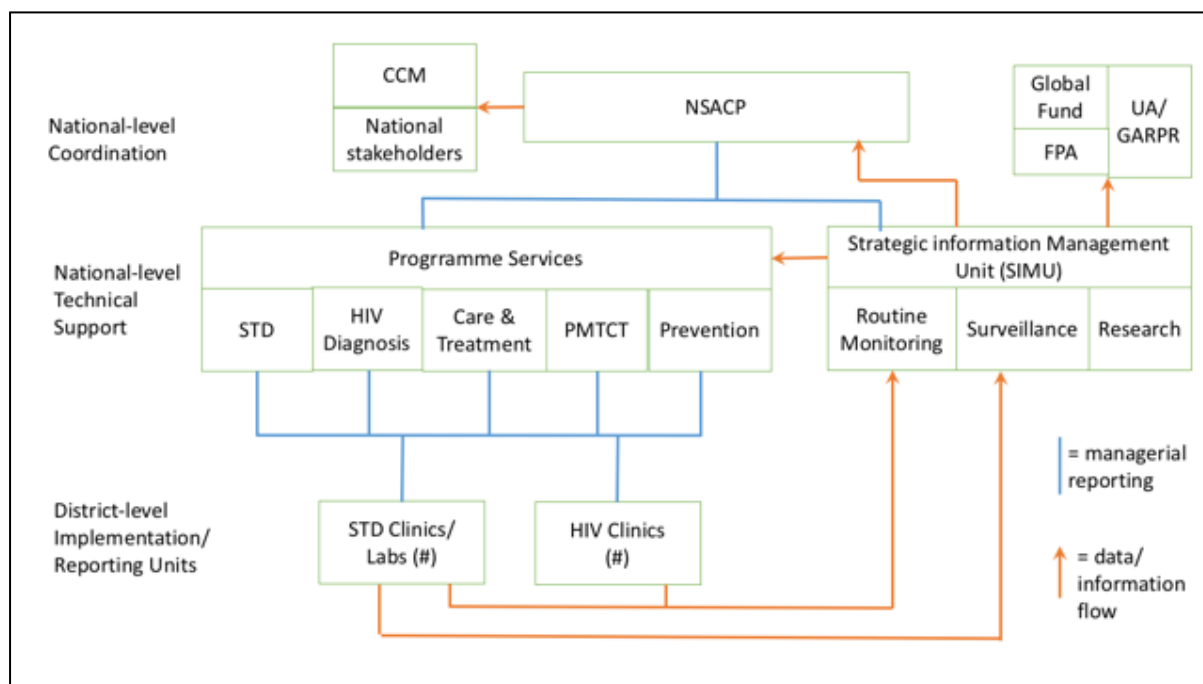 CCM
National
stakeholders
NSACP
Global
Fund
FPA
UA/
GARPR
National-level
Coordination
Progrramme Services
Strategic information Management
Unit (SIMU)
National-level
Technical
Support
STD
HIV
Diagnosis
Care &
Treatment
PMTCT
Prevention
Routine
Monitoring
Surveillance
Research
= managerial
reporting
District-level
Implementation/
Reporting Units
STD Clinics/
Labs (#)
HIV Clinics
(#)
= data/
information
flow